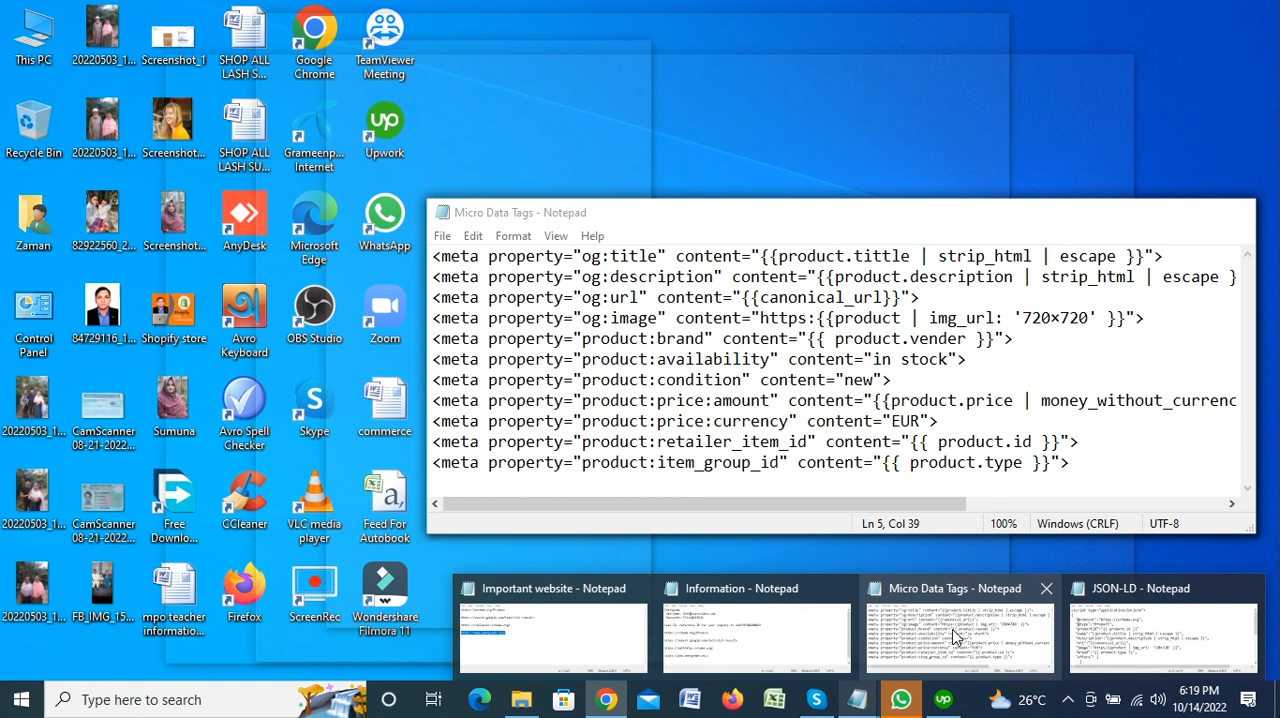 This PC
20220503_1...
Screenshot_1
SHOP ALL LASH S...
Google Chrome
TeamViewer Meeting
Recycle Bin
20220503_1...
Screenshot...
SHOP ALL LASH SU...
Grameenp... Internet
Upwork
Zaman
82922560_2...
Screenshot...
AnyDesk
Microsoft Edge
WhatsApp
Control Panel
84729116_1...
Shopify store
Avro Keyboard
OBS Studio
Zoom
20220503_1...
CamScanner 08-21-2022...
Sumuna
Avro Spell Checker
Skype
commerce
20220503_1...
CamScanner 08-21-2022...
Free Downlo...
CCleaner
VLC media player
Feed For Autobook
20220503_1...
FB_IMG_15...
mpo teacher informatio...
Firefox
ScreenRec
Wondershare Filmora 11
Micro Data Tags - Notepad
File Edit Format View Help
<meta property="og:title" content="{{product.tittle | strip_html | escape }}">
<meta property="og:description" content="{{product.description | strip_html | escape }
<meta property="og:url" content="{{canonical_url}}">
<meta property="og:image" content="https:{{product | img_url: '720×720' }}">
<meta property="product:brand" content="{{ product.vender }}">
<meta property="product:availability" content="in stock">
<meta property="product:condition" content="new">
<meta property="product:price:amount" content="{{product.price | money_without_currenc
<meta property="product:price:currency" content="EUR">
<meta property="product:retailer_item_id" content="{{ product.id }}">
<meta property="product:item_group_id" content="{{ product.type }}">
Ln 5, Col 39 100% Windows (CRLF) UTF-8
Important website - Notepad
Information - Notepad
Micro Data Tags - Notepad
JSON-LD - Notepad
Type here to search
26°C
6:19 PM
10/14/2022